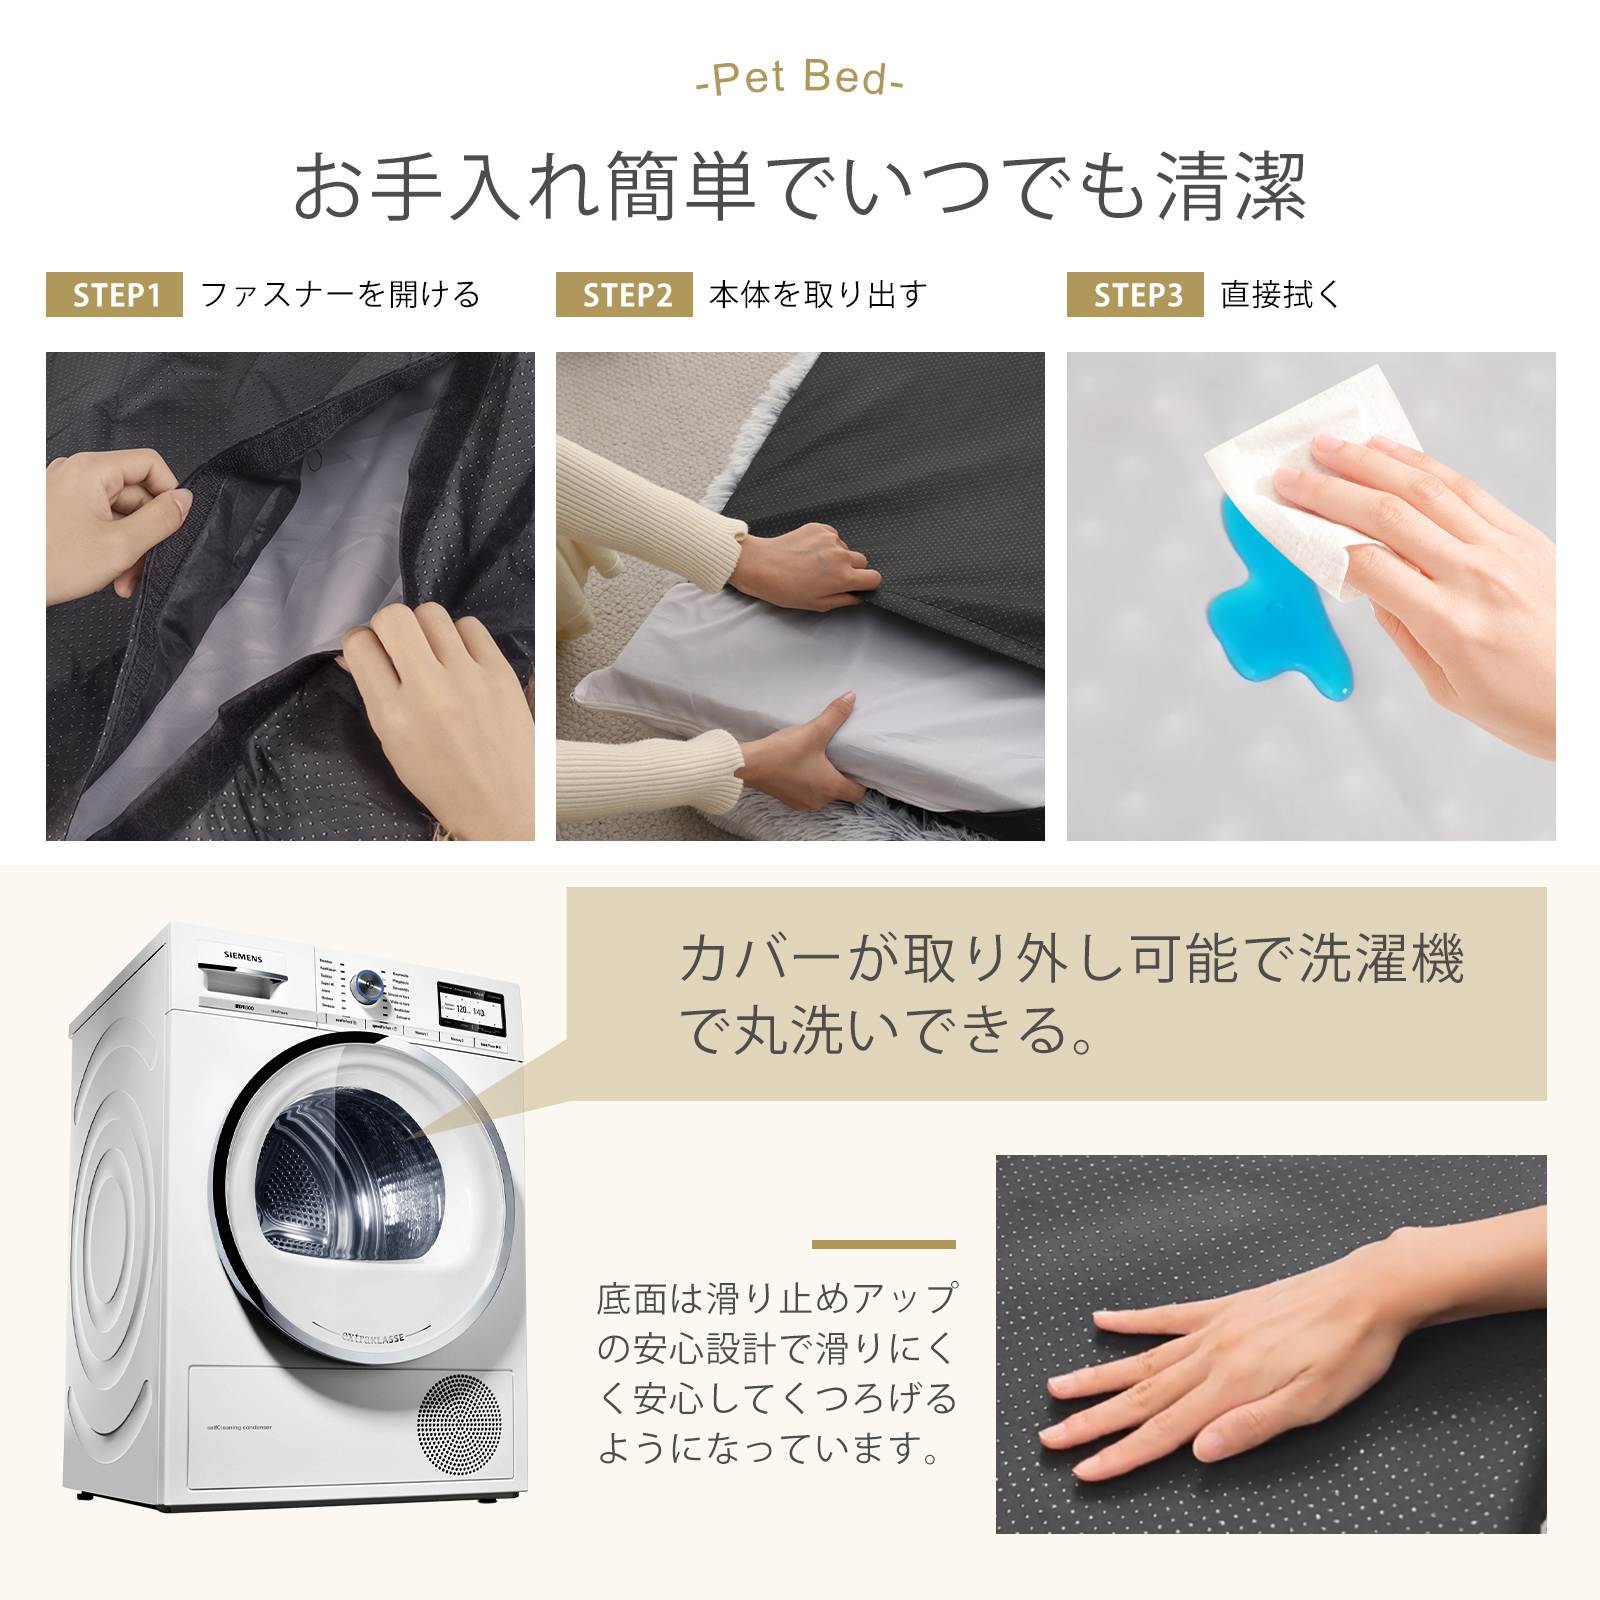 -Pet Bed-
お手入れ簡単でいつでも清潔
STEP1 ファスナーを開ける
STEP2 本体を取り出す
STEP3 直接拭く
カバーが取り外し可能で洗濯機
で丸洗いできる。
SIEMENS
extraKLASSE
selfCleaning condenser
底面は滑り止めアップ
の安心設計で滑りにく
く安心してくつろげる
ようになっています。